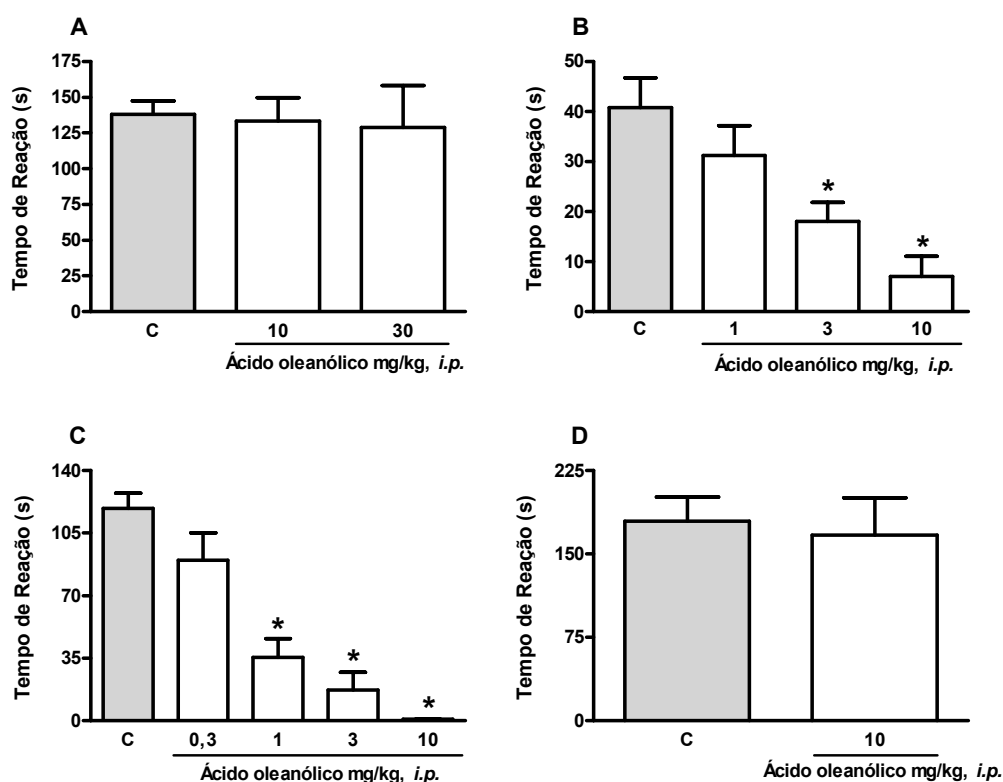 A
Tempo de Reação (s)
175
150
125
100
75
50
25
0
C
10
30
Ácido oleanólico mg/kg, i.p.
B
Tempo de Reação (s)
50
40
30
20
10
0
*
*
C
1
3
10
Ácido oleanólico mg/kg, i.p.
C
Tempo de Reação (s)
140
105
70
35
0
*
*
*
C
0,3
1
3
10
Ácido oleanólico mg/kg, i.p.
D
Tempo de Reação (s)
225
150
75
0
C
10
Ácido oleanólico mg/kg, i.p.